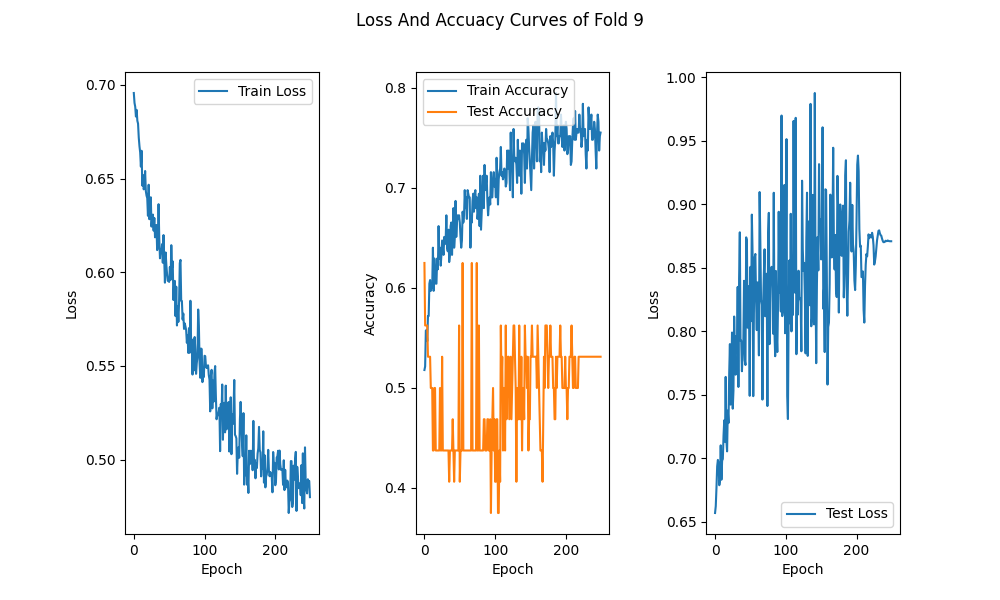 Loss And Accuacy Curves of Fold 9
Loss
0.70
0.65
0.60
0.55
0.50
0
100
200
Epoch
Train Loss
Accuracy
0.8
0.7
0.6
0.5
0.4
0
100
200
Epoch
Train Accuracy
Test Accuracy
Loss
1.00
0.95
0.90
0.85
0.80
0.75
0.70
0.65
0
100
200
Epoch
Test Loss